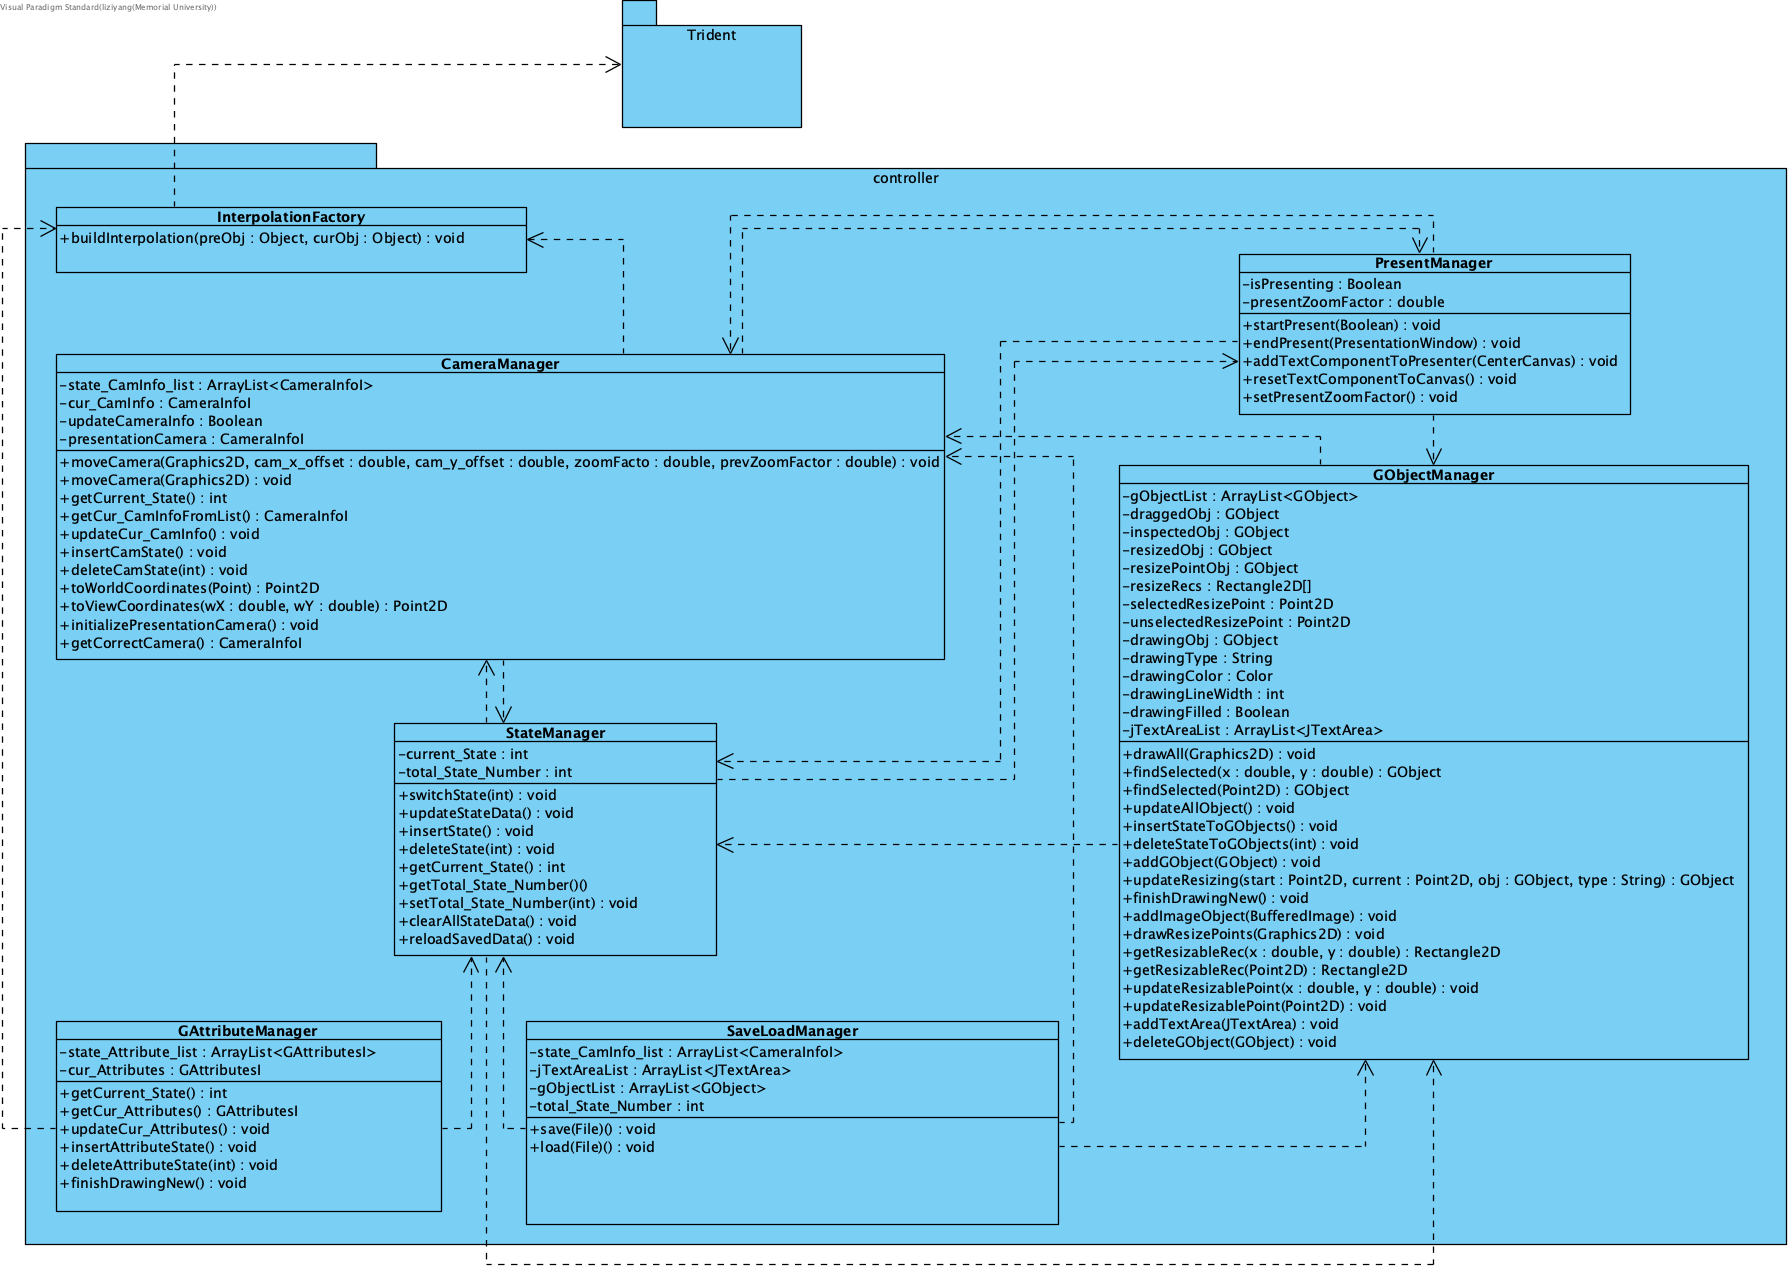 Visual Paradigm Standard(liziyang(Memorial University))
Trident
controller
InterpolationFactory
+buildInterpolation(preObj : Object, curObj : Object) : void
PresentManager
-isPresenting : Boolean
-presentZoomFactor : double
+startPresent(Boolean) : void
+endPresent(PresentationWindow) : void
+addTextComponentToPresenter(CenterCanvas) : void
+resetTextComponentToCanvas() : void
+setPresentZoomFactor() : void
CameraManager
-state_CamInfo_list : ArrayList<CameraInfoI>
-cur_CamInfo : CameraInfoI
-updateCameraInfo : Boolean
-presentationCamera : CameraInfoI
+moveCamera(Graphics2D, cam_x_offset : double, cam_y_offset : double, zoomFacto : double, prevZoomFactor : double) : void
+moveCamera(Graphics2D) : void
+getCurrent_State() : int
+getCur_CamInfoFromList() : CameraInfoI
+updateCur_CamInfo() : void
+insertCamState() : void
+deleteCamState(int) : void
+toWorldCoordinates(Point) : Point2D
+toViewCoordinates(wX : double, wY : double) : Point2D
+initializePresentationCamera() : void
+getCorrectCamera() : CameraInfoI
GObjectManager
-gObjectList : ArrayList<GObject>
-draggedObj : GObject
-inspectedObj : GObject
-resizedObj : GObject
-resizePointObj : GObject
-resizeRecs : Rectangle2D[]
-selectedResizePoint : Point2D
-unselectedResizePoint : Point2D
-drawingObj : GObject
-drawingType : String
-drawingColor : Color
-drawingLineWidth : int
-drawingFilled : Boolean
-jTextAreaList : ArrayList<JTextArea>
+drawAll(Graphics2D) : void
+findSelected(x : double, y : double) : GObject
+findSelected(Point2D) : GObject
+updateAllObject() : void
+insertStateToGObjects() : void
+deleteStateToGObjects(int) : void
+addGObject(GObject) : void
+updateResizing(start : Point2D, current : Point2D, obj : GObject, type : String) : GObject
+finishDrawingNew() : void
+addImageObject(BufferedImage) : void
+drawResizePoints(Graphics2D) : void
+getResizableRec(x : double, y : double) : Rectangle2D
+getResizableRec(Point2D) : Rectangle2D
+updateResizablePoint(x : double, y : double) : void
+updateResizablePoint(Point2D) : void
+addTextArea(JTextArea) : void
+deleteGObject(GObject) : void
StateManager
-current_State : int
-total_State_Number : int
+switchState(int) : void
+updateStateData() : void
+insertState() : void
+deleteState(int) : void
+getCurrent_State() : int
+getTotal_State_Number()()
+setTotal_State_Number(int) : void
+clearAllStateData() : void
+reloadSavedData() : void
GAttributeManager
-state_Attribute_list : ArrayList<GAttributesI>
-cur_Attributes : GAttributesI
+getCurrent_State() : int
+getCur_Attributes() : GAttributesI
+updateCur_Attributes() : void
+insertAttributeState() : void
+deleteAttributeState(int) : void
+finishDrawingNew() : void
SaveLoadManager
-state_CamInfo_list : ArrayList<CameraInfoI>
-jTextAreaList : ArrayList<JTextArea>
-gObjectList : ArrayList<GObject>
-total_State_Number : int
+save(File)() : void
+load(File)() : void